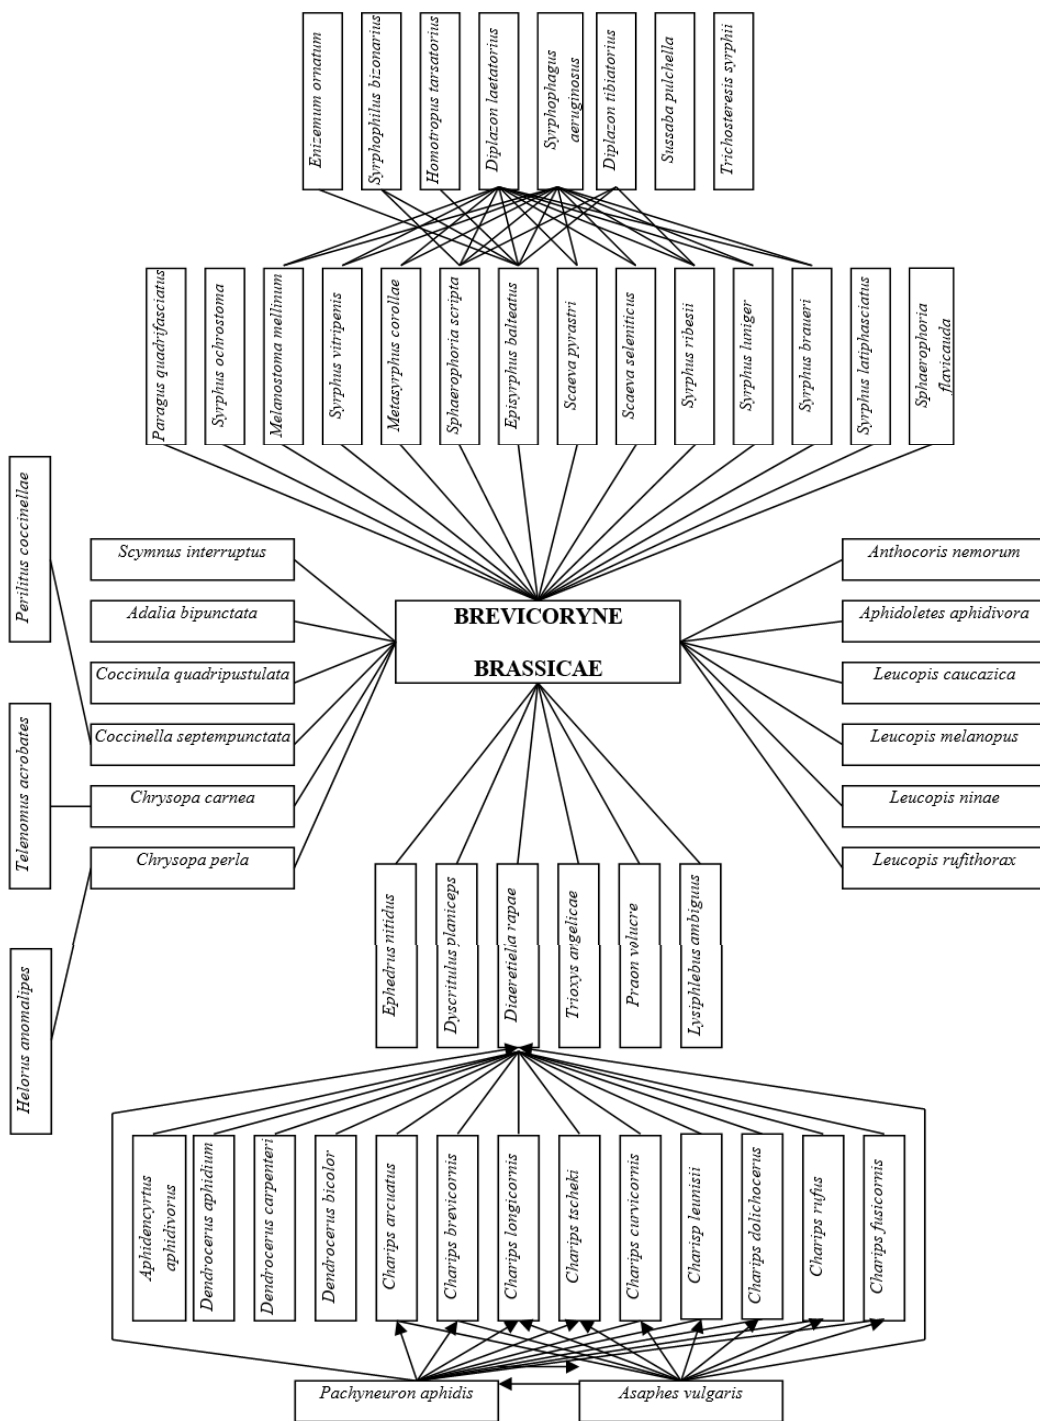 Enizemum ornatum
Syrphophilus bizonarius
Homotropus tarsatorius
Diplazon laetatorius
Syrphophagus
aeruginosus
Diplazon tibiatorius
Sussaba pulchella
Trichosteresis syrphii
Paragus quadrifasciatus
Syrphus ochrostoma
Melanostoma mellinum
Syrphus vitripenis
Metasyrphus corollae
Sphaerophoria scripta
Episyrphus balteatus
Scaeva pyrastri
Scaeva seleniticus
Syrphus ribesii
Syrphus luniger
Syrphus braueri
Syrphus latiphasciatus
Sphaerophoria
flavicauda
Perilitus coccinellae
Telenomus acrobates
Helorus anomalipes
Scymnus interruptus
Adalia bipunctata
Coccinula quadripustulata
Coccinella septempunctata
Chrysopa carnea
Chrysopa perla
BREVICORYNE
BRASSICAE
Anthocoris nemorum
Aphidoletes aphidivora
Leucopis caucazica
Leucopis melanopus
Leucopis ninae
Leucopis rufithorax
Ephedrus nitidus
Dyscritulus planiceps
Diaeretiella rapae
Trioxys angelicae
Praon volucre
Lysiphlebus ambiguus
Aphidencyrtus
aphidivorus
Dendrocerus aphidium
Dendrocerus carpenteri
Dendrocerus bicolor
Charips arcuatus
Charips brevicornis
Charips longicornis
Charips tscheki
Charips curvicornis
Charisp leunisii
Charips dolichocerus
Charips rufus
Charips fusicornis
Pachyneuron aphidis
Asaphes vulgaris